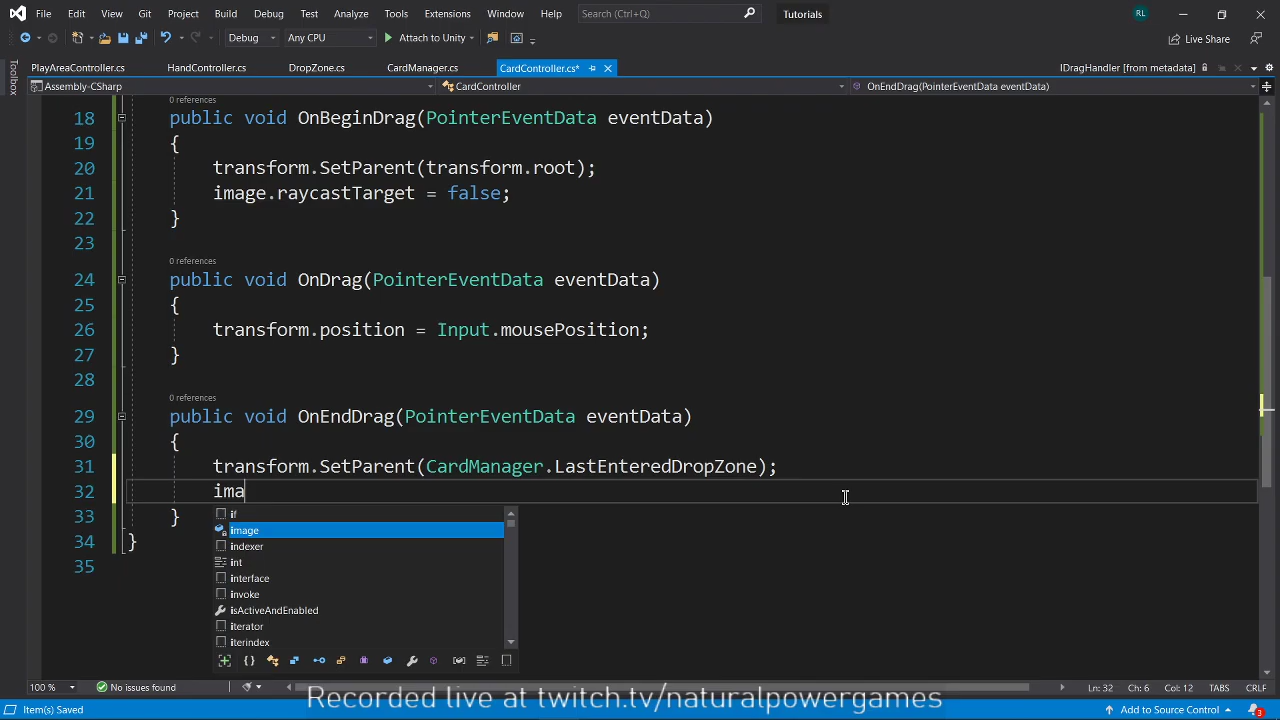 File Edit View Git Project Build Debug Test Analyze Tools Extensions Window Help Search (Ctrl+Q) Tutorials RL
Debug Any CPU Attach to Unity Live Share
Toolbox
PlayAreaController.cs HandController.cs DropZone.cs CardManager.cs CardController.cs* IDragHandler [from metadata]
Assembly-CSharp CardController OnEndDrag(PointerEventData eventData)
0 references
18 public void OnBeginDrag(PointerEventData eventData)
19 {
20 transform.SetParent(transform.root);
21 image.raycastTarget = false;
22 }
23
0 references
24 public void OnDrag(PointerEventData eventData)
25 {
26 transform.position = Input.mousePosition;
27 }
28
0 references
29 public void OnEndDrag(PointerEventData eventData)
30 {
31 transform.SetParent(CardManager.LastEnteredDropZone);
32 ima
33 }
34 }
35
if
image
indexer
int
interface
invoke
isActiveAndEnabled
iterator
iterindex
100 % No issues found Ln: 32 Ch: 6 Col: 12 TABS CRLF
Recorded live at twitch.tv/naturalpowergames
Item(s) Saved Add to Source Control 3